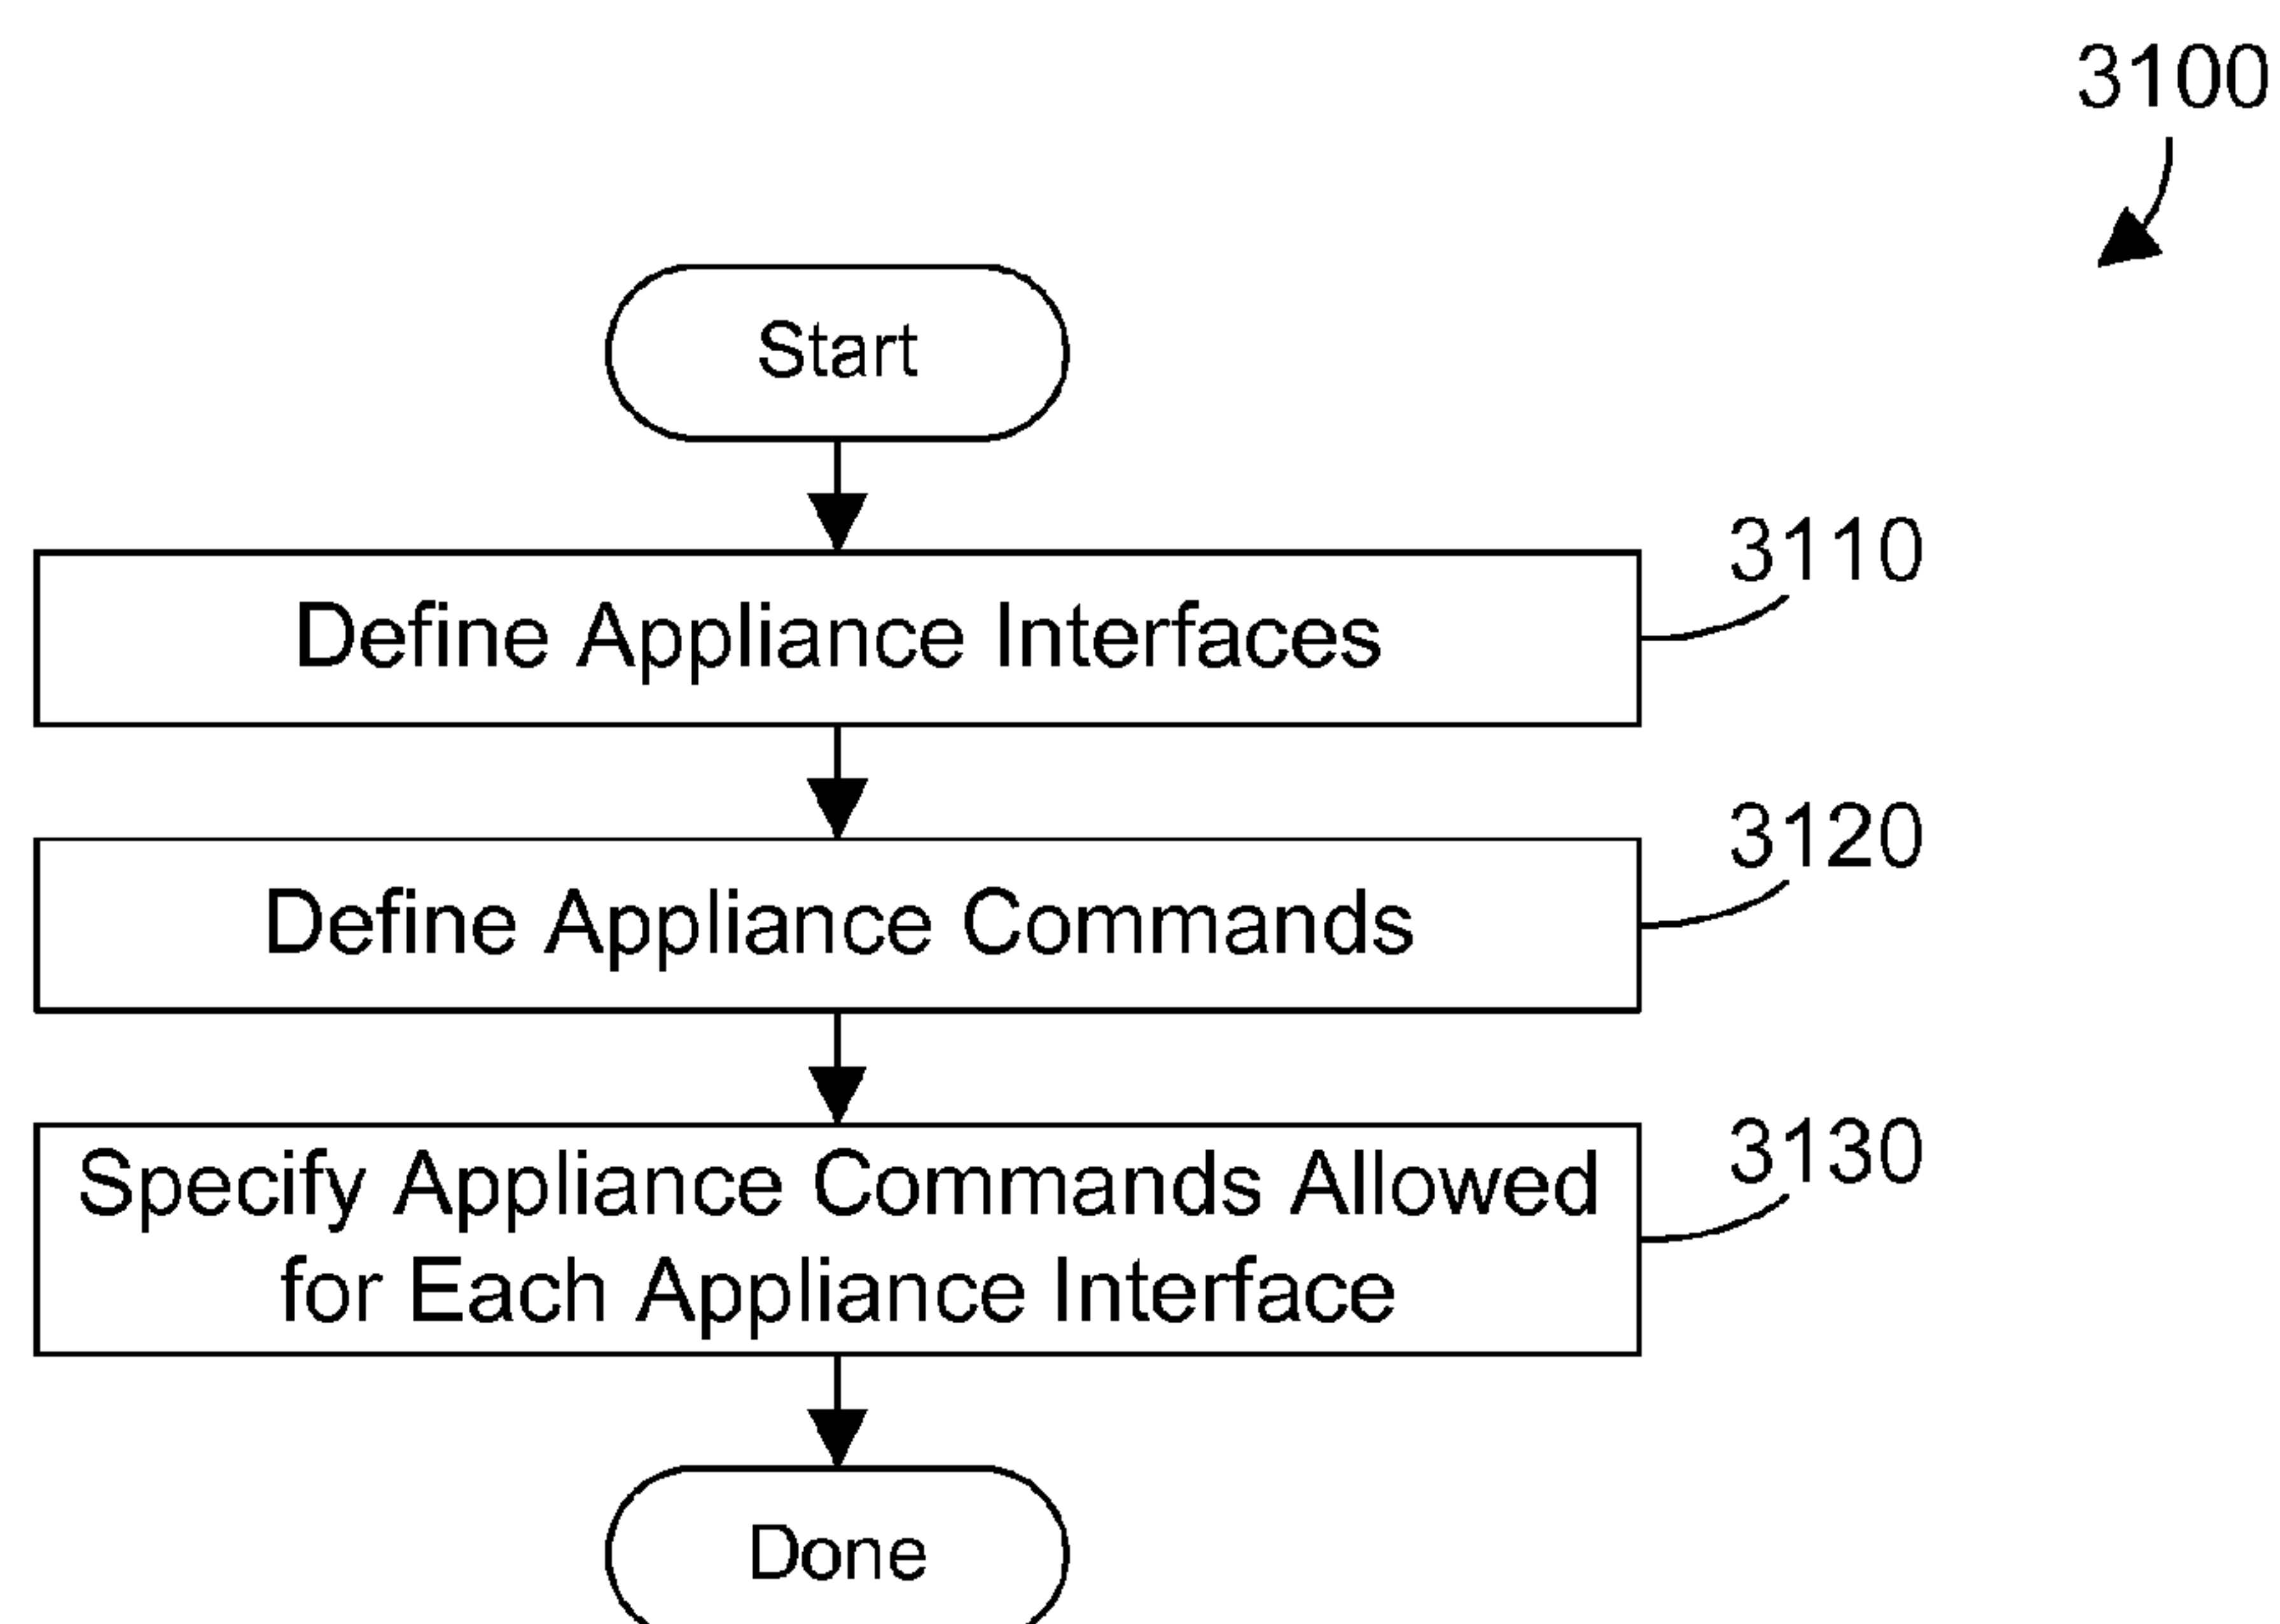 3100
Start
3110
Define Appliance Interfaces
3120
Define Appliance Commands
3130
Specify Appliance Commands Allowed
for Each Appliance Interface
Done